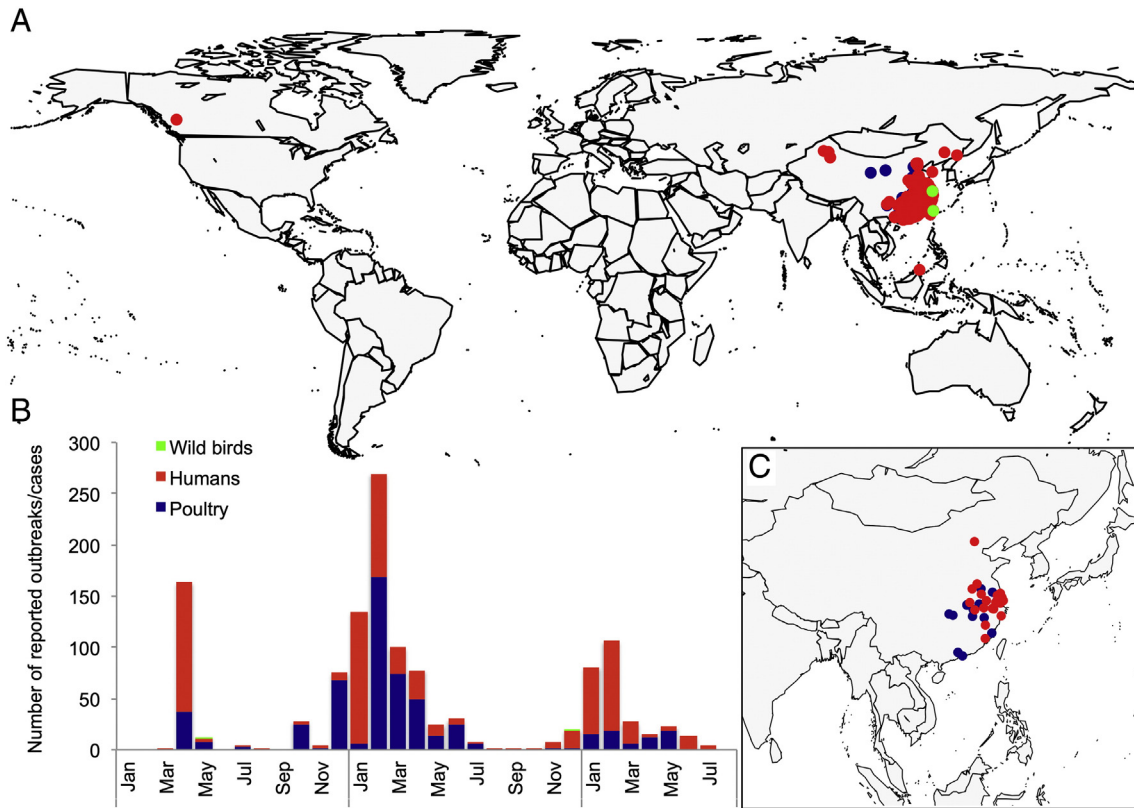 A
B
Number of reported outbreaks/cases
300
250
200
150
100
50
0
Wild birds
Humans
Poultry
Jan
Mar
May
Jul
Sep
Nov
Jan
Mar
May
Jul
Sep
Nov
Jan
Mar
May
Jul
C